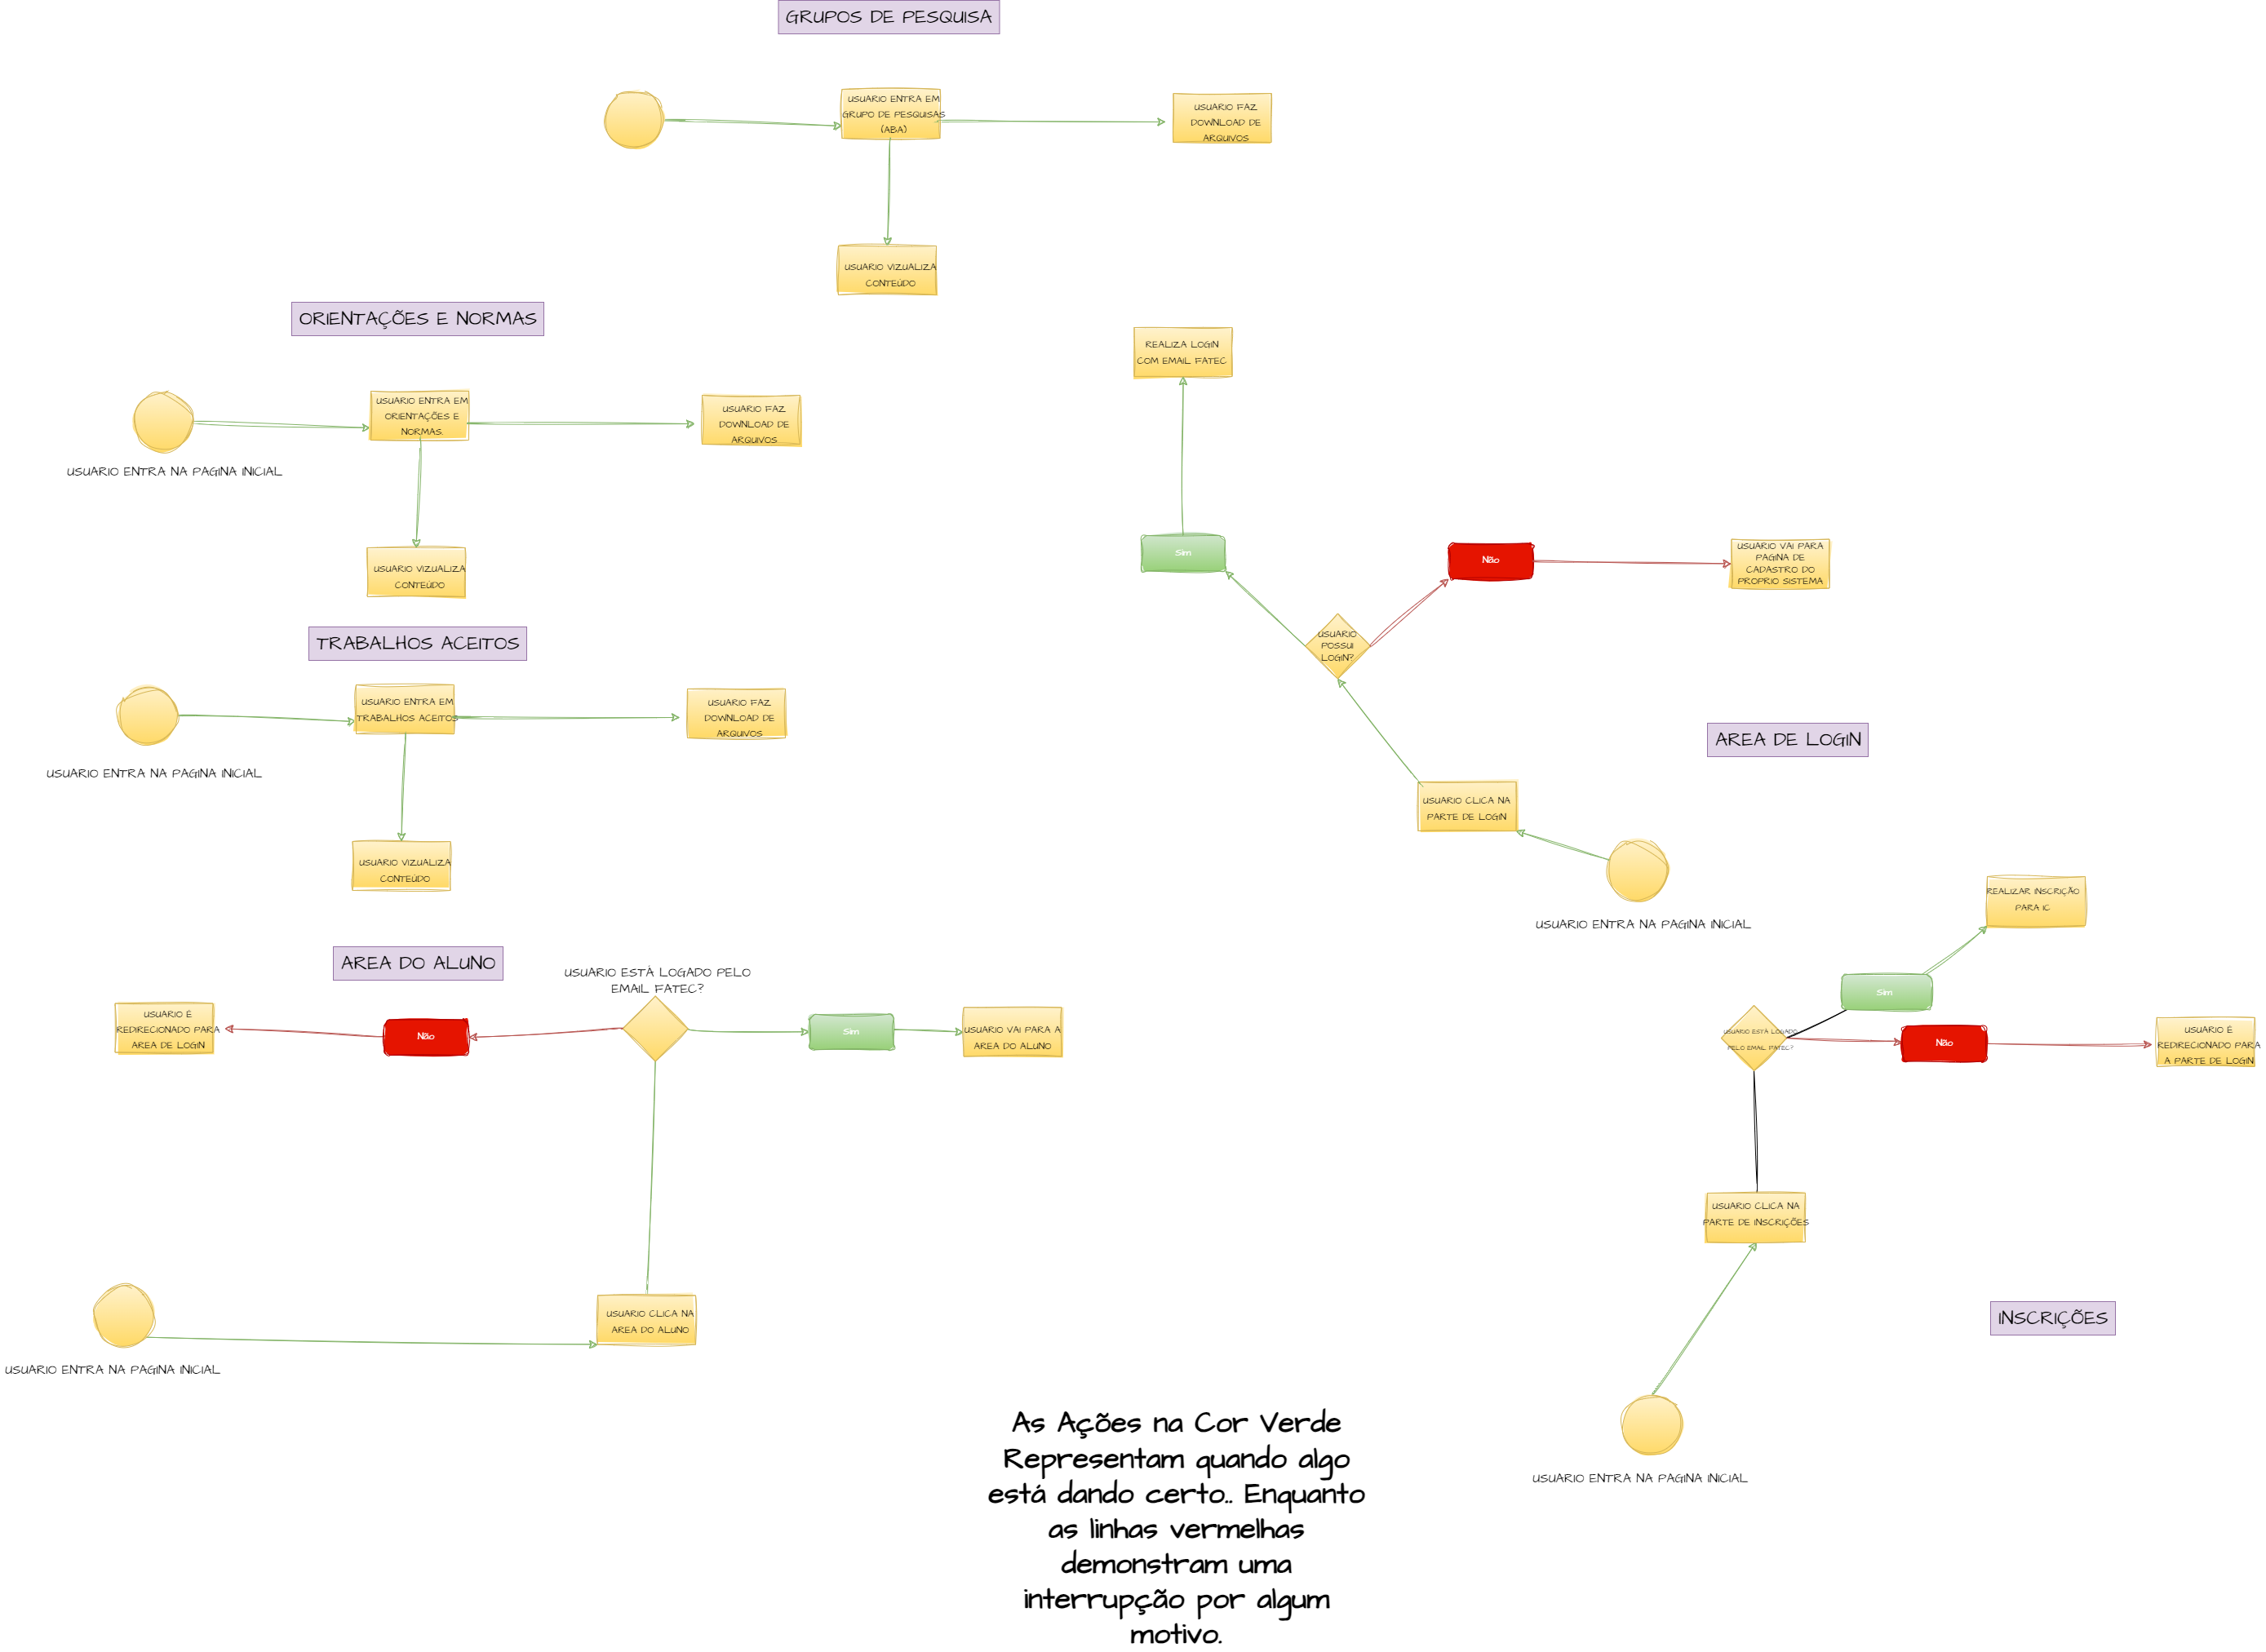 GRUPOS DE PESQUISA
USUARIO ENTRA EM
GRUPO DE PESQUISAS
(ABA)
USUARIO FAZ
DOWNLOAD DE
ARQUIVOS
USUARIO VIZUALIZA
CONTEÚDO
ORIENTAÇÕES E NORMAS
USUARIO ENTRA EM
ORIENTAÇÕES E
NORMAS.
USUARIO FAZ
DOWNLOAD DE
ARQUIVOS
USUARIO ENTRA NA PAGINA INICIAL
USUARIO VIZUALIZA
CONTEÚDO
TRABALHOS ACEITOS
USUARIO ENTRA EM
TRABALHOS ACEITOS
USUARIO FAZ
DOWNLOAD DE
ARQUIVOS
USUARIO ENTRA NA PAGINA INICIAL
USUARIO VIZUALIZA
CONTEÚDO
REALIZA LOGIN
COM EMAIL FATEC
Sim
Não
USUARIO VAI PARA
PAGINA DE
CADASTRO DO
PROPRIO SISTEMA
USUARIO
POSSUI
LOGIN?
AREA DE LOGIN
USUARIO CLICA NA
PARTE DE LOGIN
USUARIO ENTRA NA PAGINA INICIAL
AREA DO ALUNO
USUARIO ESTÁ LOGADO PELO
EMAIL FATEC?
USUARIO É
REDIRECIONADO PARA
AREA DE LOGIN
Não
Sim
USUARIO VAI PARA A
AREA DO ALUNO
USUARIO CLICA NA
AREA DO ALUNO
USUARIO ENTRA NA PAGINA INICIAL
REALIZAR INSCRIÇÃO
PARA IC
Sim
USUARIO ESTÁ LOGADO
PELO EMAIL FATEC?
Não
USUARIO É
REDIRECIONADO PARA
A PARTE DE LOGIN
USUARIO CLICA NA
PARTE DE INSCRIÇÕES
INSCRIÇÕES
USUARIO ENTRA NA PAGINA INICIAL
As Ações na Cor Verde
Representam quando algo
está dando certo.. Enquanto
as linhas vermelhas
demonstram uma
interrupção por algum
motivo.